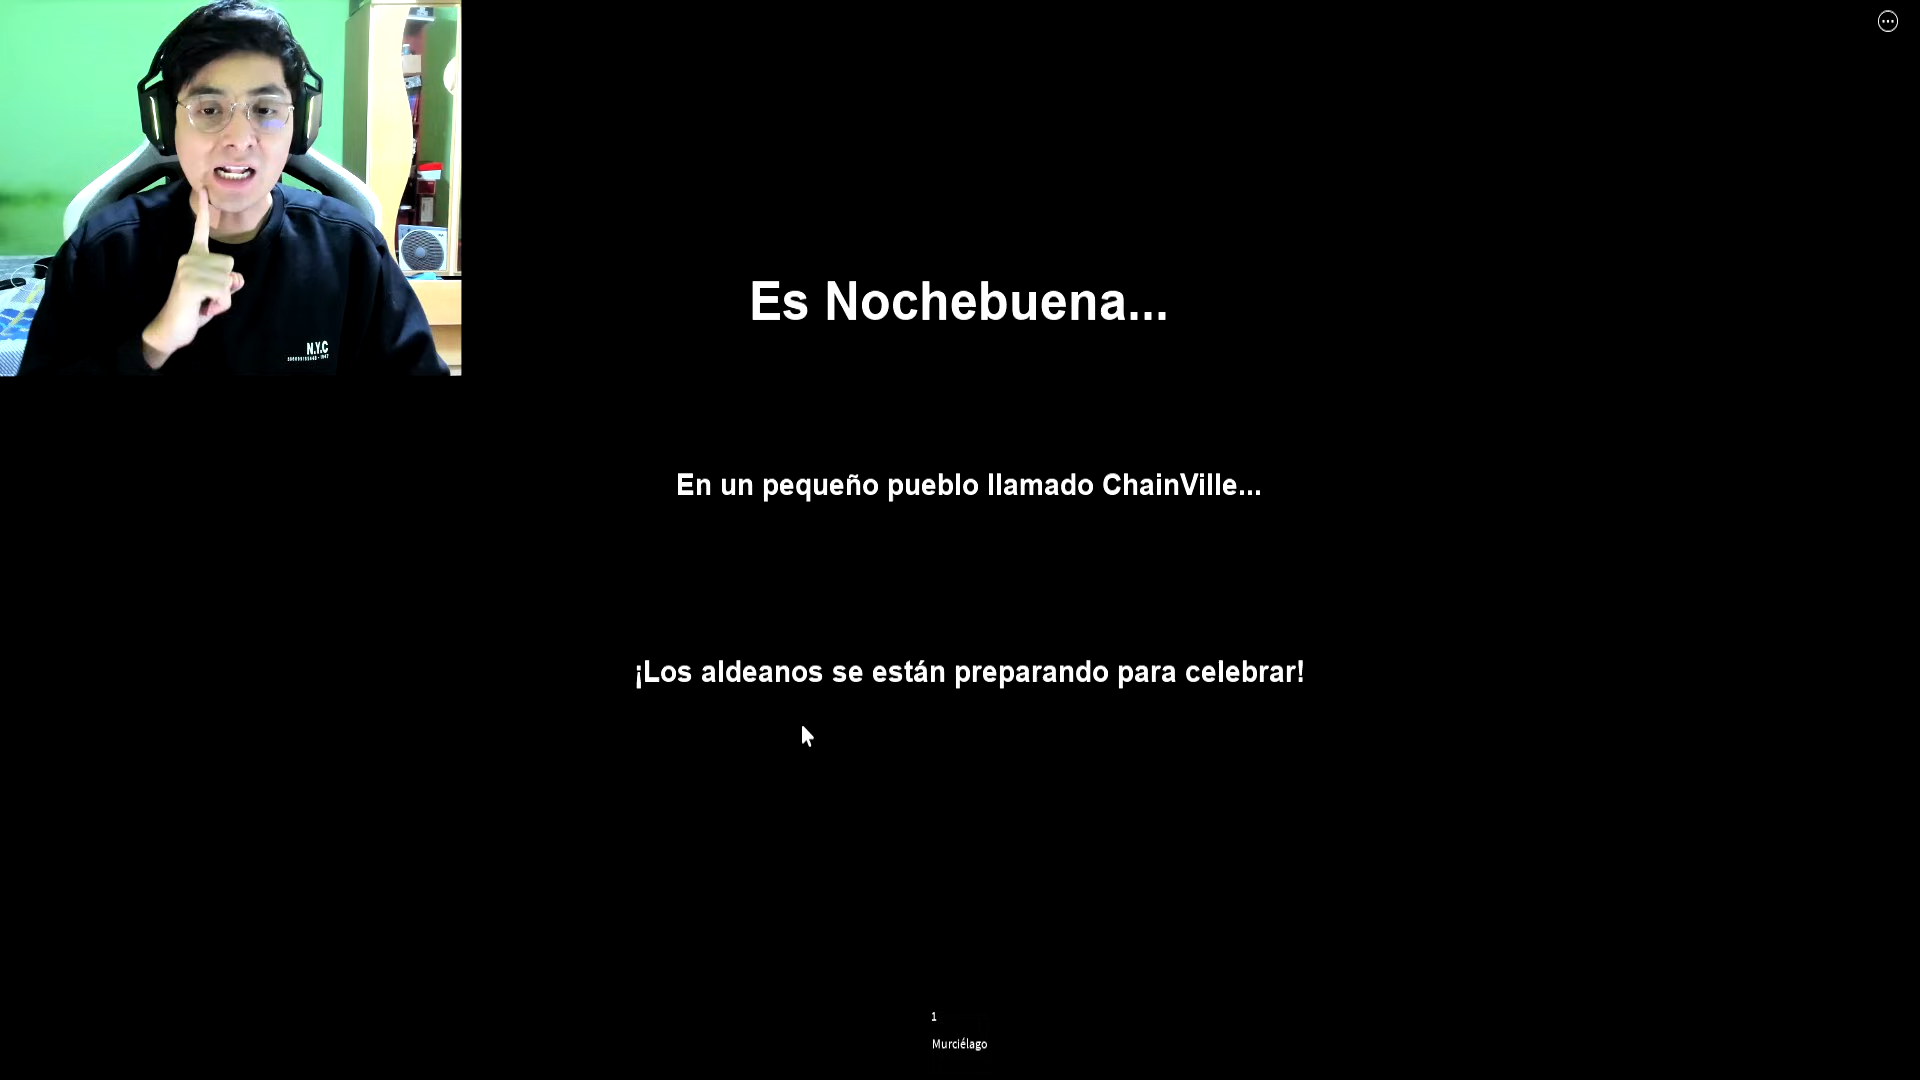 Es Nochebuena...
En un pequeño pueblo llamado ChainVille...
¡Los aldeanos se están preparando para celebrar!
N.Y.C
1
Murciélago